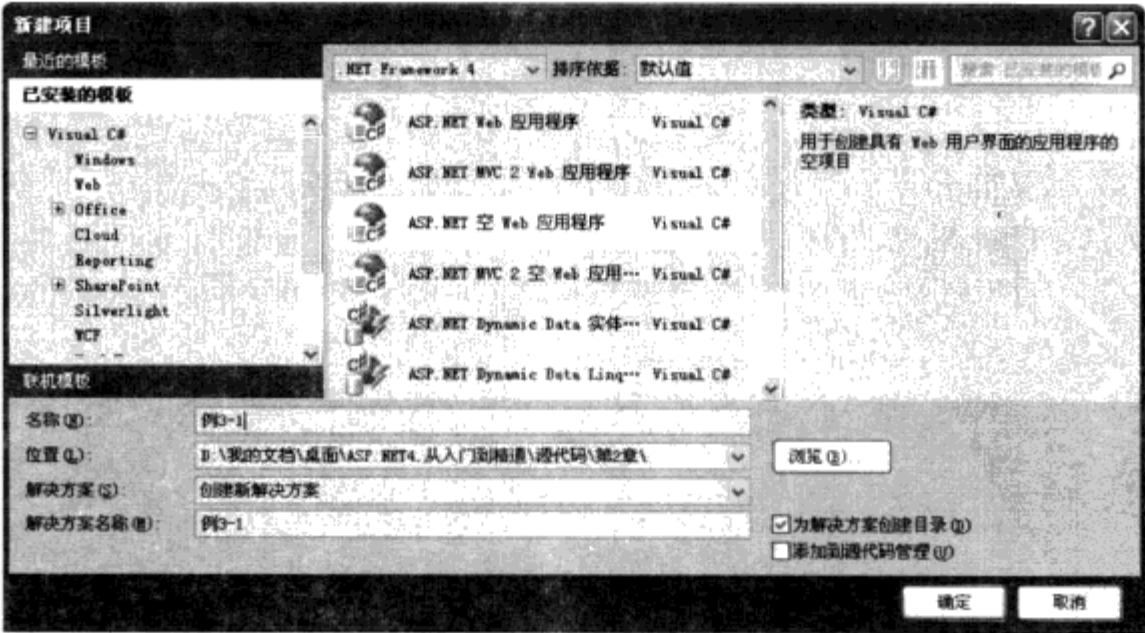 新建项目
最近的模板
NET Framework 4
排序依据: 默认值
搜索 已安装的模板
已安装的模板
Visual C#
Windows
Web
Office
Cloud
Reporting
SharePoint
Silverlight
WCF
联机模板
ASP.NET Web 应用程序 Visual C#
ASP.NET MVC 2 Web 应用程序 Visual C#
ASP.NET 空 Web 应用程序 Visual C#
ASP.NET MVC 2 空 Web 应用… Visual C#
ASP.NET Dynamic Data 实体… Visual C#
ASP.NET Dynamic Data Linq… Visual C#
类型: Visual C#
用于创建具有 Web 用户界面的应用程序的
空项目
名称(N): 例3-1
位置(L): D:\我的文档\桌面\ASP.NET4.从入门到精通\源代码\第2章\
浏览(B)...
解决方案(S): 创建新解决方案
解决方案名称(M): 例3-1
为解决方案创建目录(D)
添加到源代码管理(U)
确定
取消